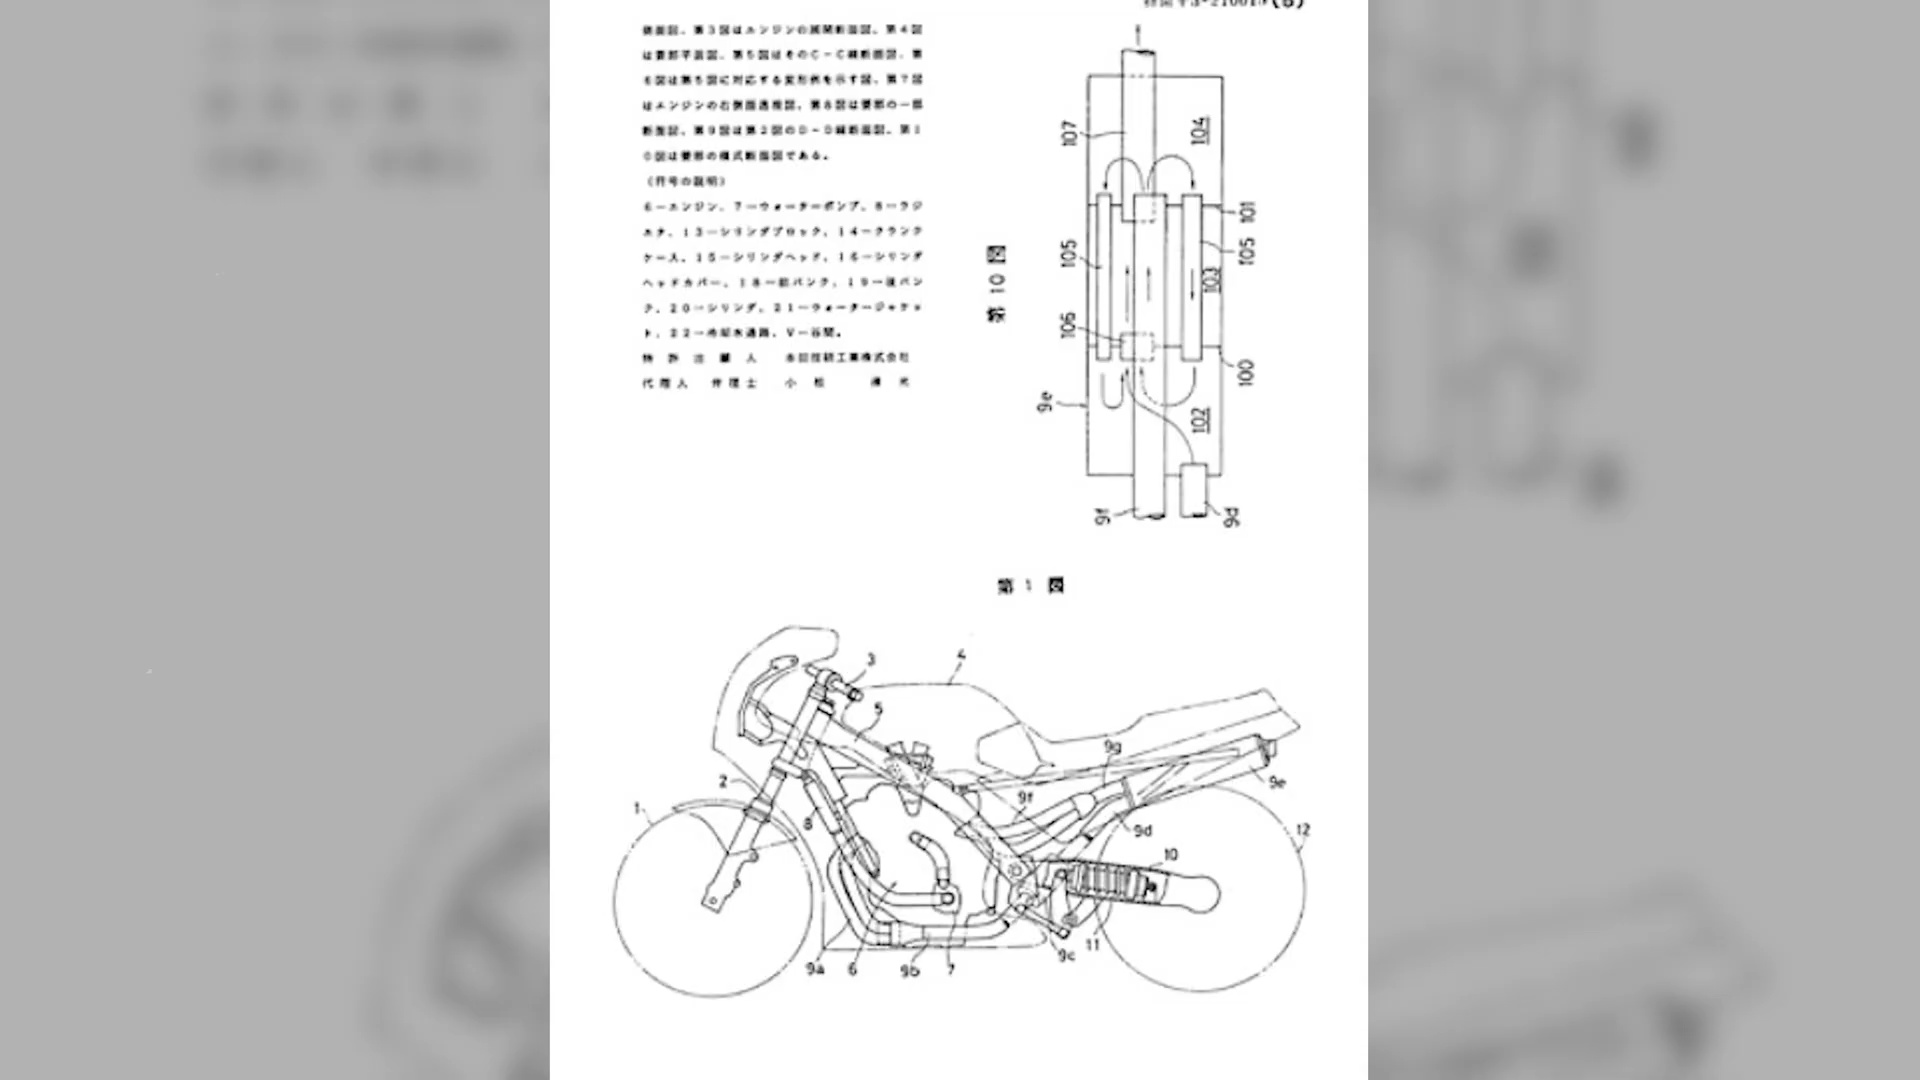 側面図、第3図はエンジンの展開断面図、第4図
は要部平面図、第5図はそのC−C線断面図、第
6図は第5図に対応する変形例を示す図、第7図
はエンジンの右側面透視図、第8図は要部の一部
断面図、第9図は第2図のD−D線断面図、第1
0図は要部の模式断面図である。
(符号の説明)
6…エンジン、7…ウォーターポンプ、8…ラジ
エタ、13…シリンダブロック、14…クランク
ケース、15…シリンダヘッド、16…シリンダ
ヘッドカバー、18…前バンク、19…後バン
ク、20…シリンダ、21…ウォータージャケッ
ト、22…冷却水通路、V…谷間。
特許出願人 本田技研工業株式会社
代理人 弁理士 小松
第10図
107
104
101
105
105
103
106
100
9e
102
9f
9d
第1図
3
4
5
9g
2
9e
1
9f
8
9d
12
10
11
9c
9a
6
9b
7